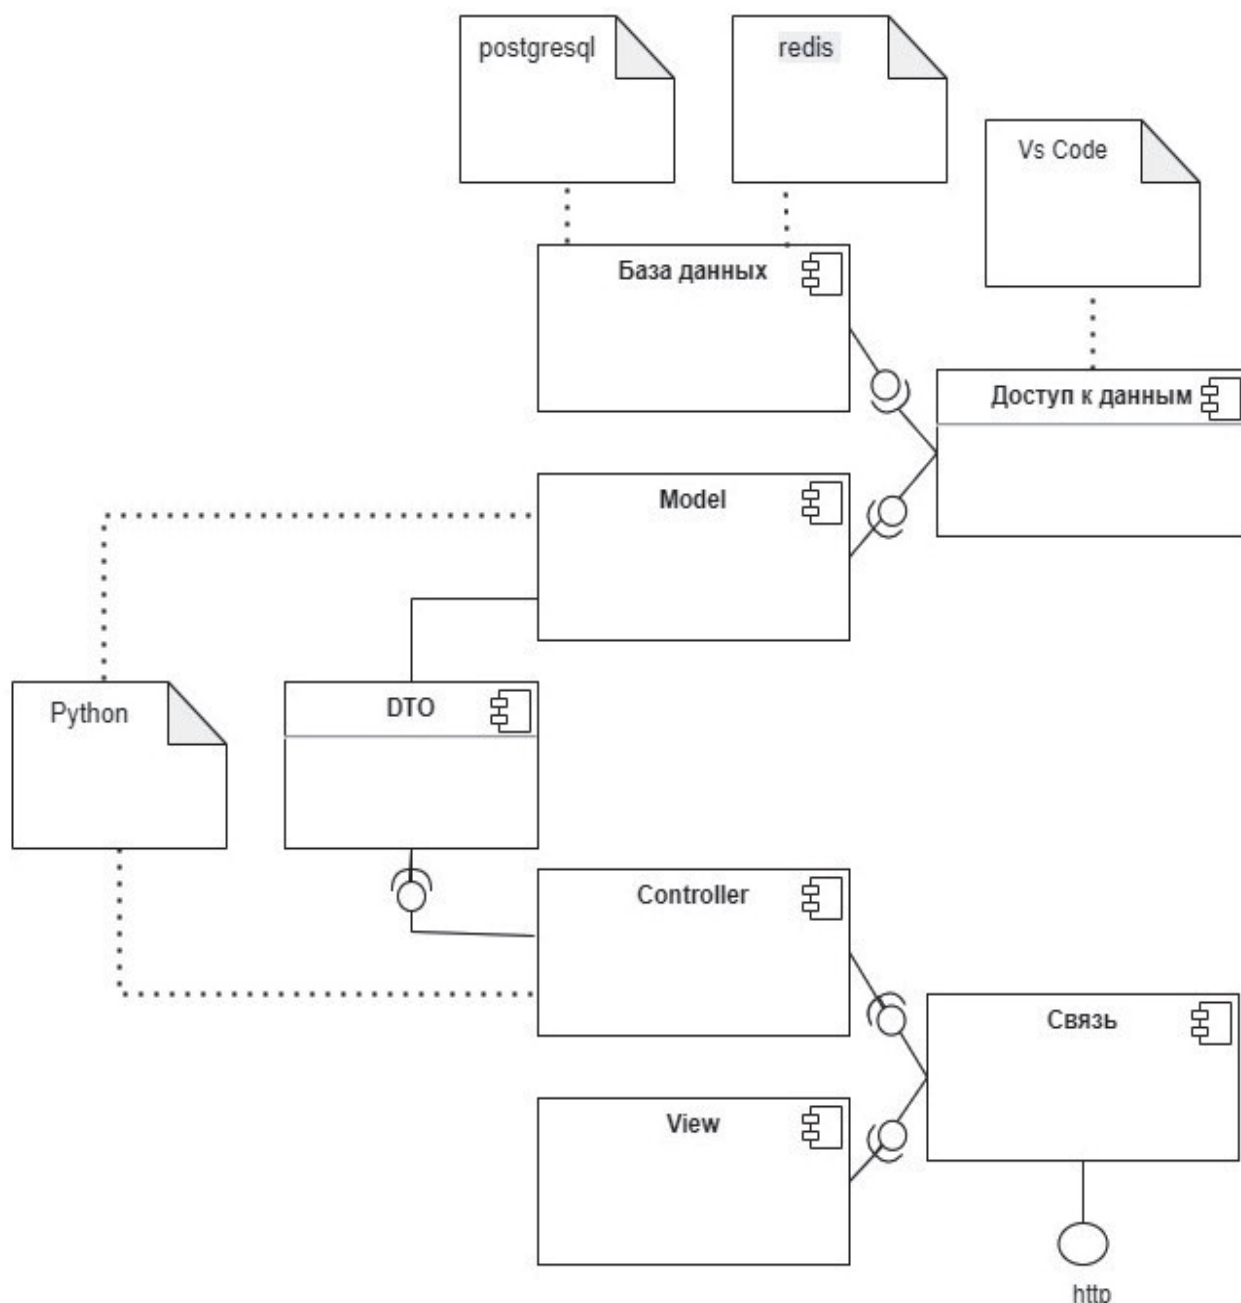 postgresql
redis
Vs Code
База данных
Доступ к данным
Model
Python
DTO
Controller
Связь
View
http